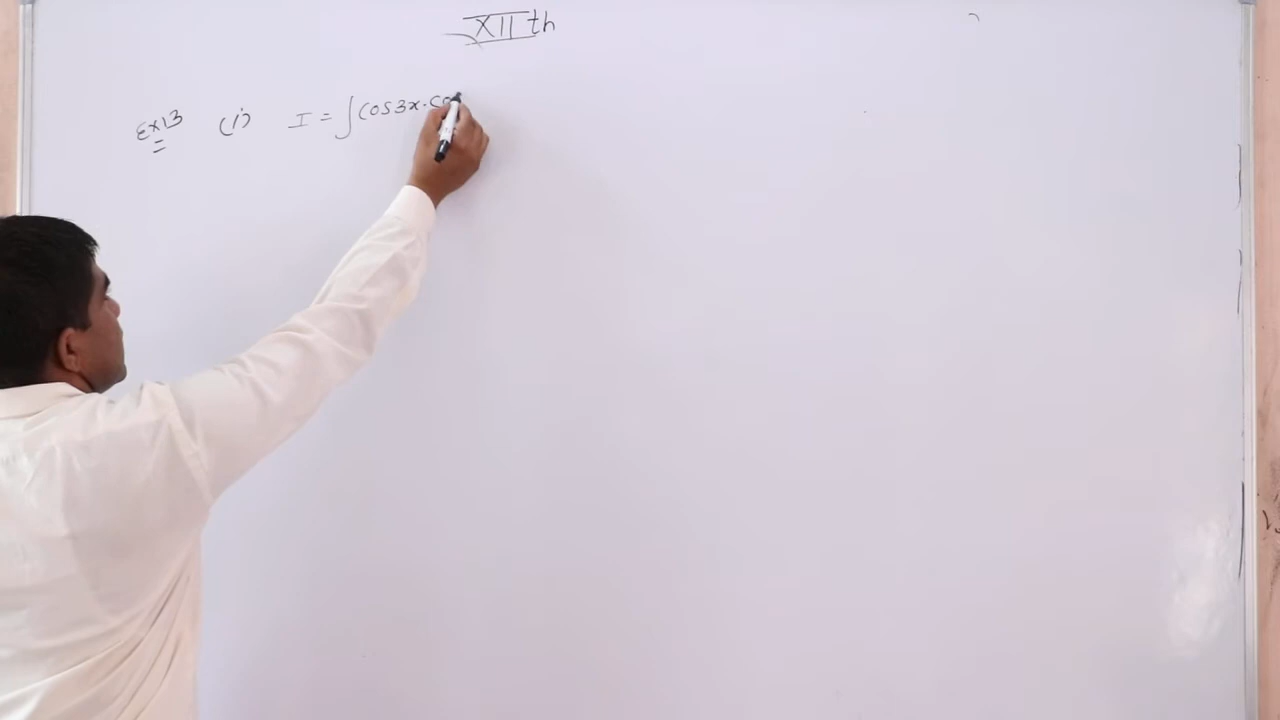 XII th
Ex13 (i) I = ∫cos3x.co